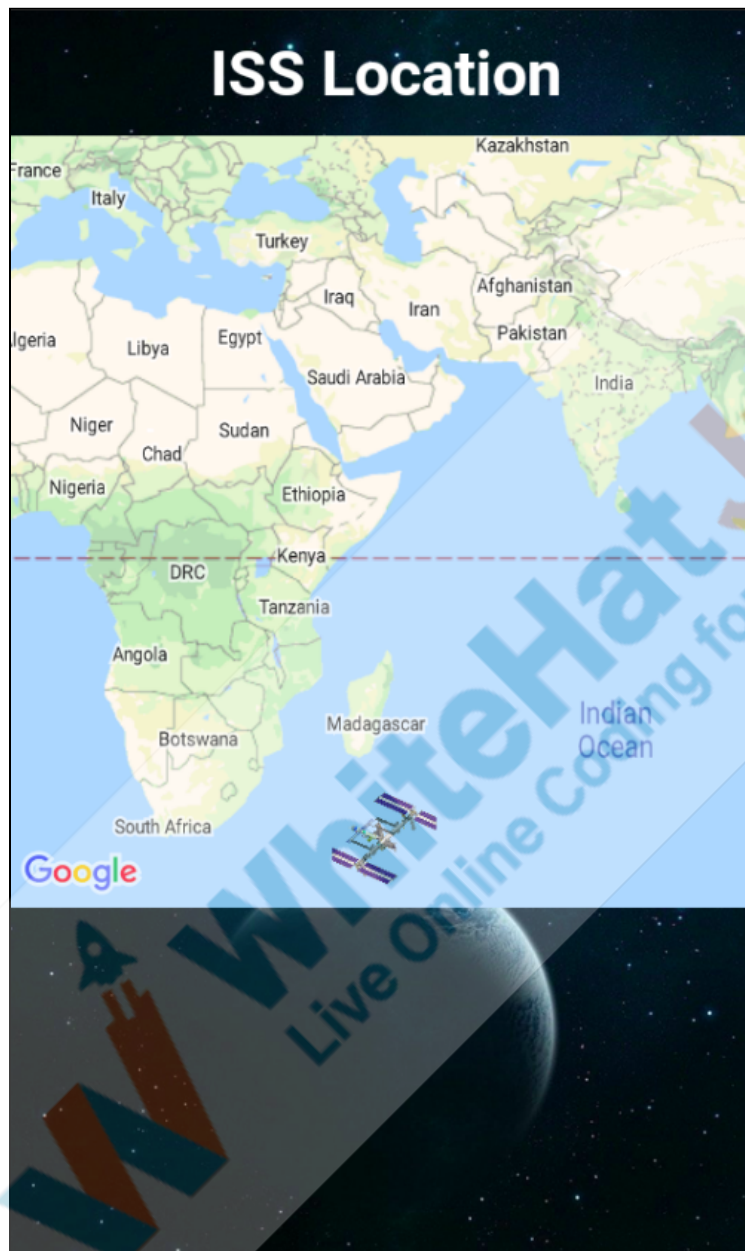 ISS Location
Kazakhstan
France
Italy
Turkey
Afghanistan
Iraq
Iran
Pakistan
Egypt
lgeria
Libya
Saudi Arabia
India
Niger
Sudan
Chad
Nigeria
Ethiopia
Kenya
DRC
Tanzania
Angola
Madagascar
Indian
Ocean
Botswana
South Africa
Google
WhiteHat J
Live Online Coding for